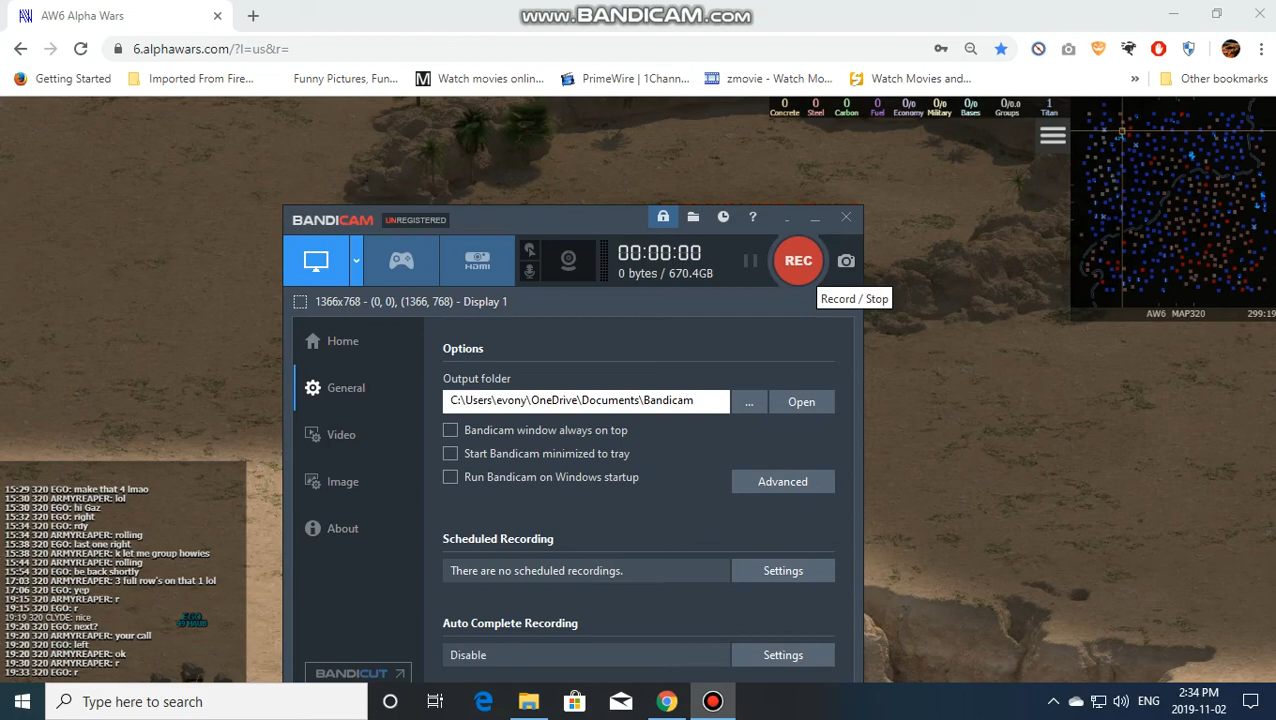 AW6 Alpha Wars
www.BANDICAM.com
6.alphawars.com/?l=us&r=
Getting Started
Imported From Fire...
Funny Pictures, Fun...
Watch movies onlin...
PrimeWire | 1Chann...
zmovie - Watch Mo...
Watch Movies and...
»
Other bookmarks
0 0 0 0 0/0 0/0 0/0 0/0.0 1
Concrete Steel Carbon Fuel Economy Military Bases Groups Titan
AW6 MAP320 299:19
BANDICAM UNREGISTERED
?
HDMI
00:00:00
0 bytes / 670.4GB
REC
Record / Stop
1366x768 - (0, 0), (1366, 768) - Display 1
Home
General
Video
Image
About
BANDICUT
Options
Output folder
C:\Users\evony\OneDrive\Documents\Bandicam
...
Open
Bandicam window always on top
Start Bandicam minimized to tray
Run Bandicam on Windows startup
Advanced
Scheduled Recording
There are no scheduled recordings.
Settings
Auto Complete Recording
Disable
Settings
15:29 320 EGO: make that 4 lmao
15:30 320 ARMYREAPER: lol
15:30 320 EGO: hi Gaz
15:32 320 EGO: right
15:34 320 EGO: rdy
15:34 320 ARMYREAPER: rolling
15:38 320 EGO: last one right
15:38 320 ARMYREAPER: k let me group howies
15:44 320 ARMYREAPER: rolling
15:54 320 EGO: be back shortly
17:03 320 ARMYREAPER: 3 full row's on that 1 lol
17:06 320 EGO: yep
19:15 320 ARMYREAPER: r
19:15 320 EGO: r
19:19 320 CLYDE: nice
19:20 320 EGO: next?
19:20 320 ARMYREAPER: your call
19:20 320 EGO: left
19:20 320 ARMYREAPER: ok
19:30 320 ARMYREAPER: r
19:33 320 EGO: r
EGO
Type here to search
ENG
2:34 PM
2019-11-02